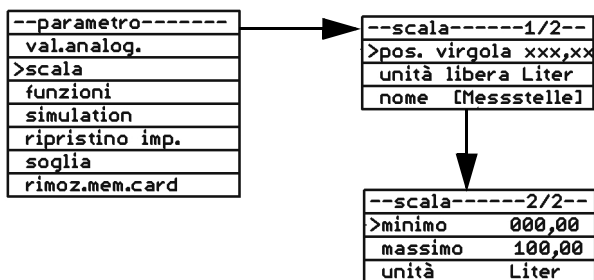 --parametro-------
val.analog.
>scala
funzioni
simulation
ripristino imp.
soglia
rimoz.mem.card
--scala------1/2--
>pos. virgola xxx,xx
unità libera Liter
nome [Messstelle]
--scala------2/2--
>minimo 000,00
massimo 100,00
unità Liter